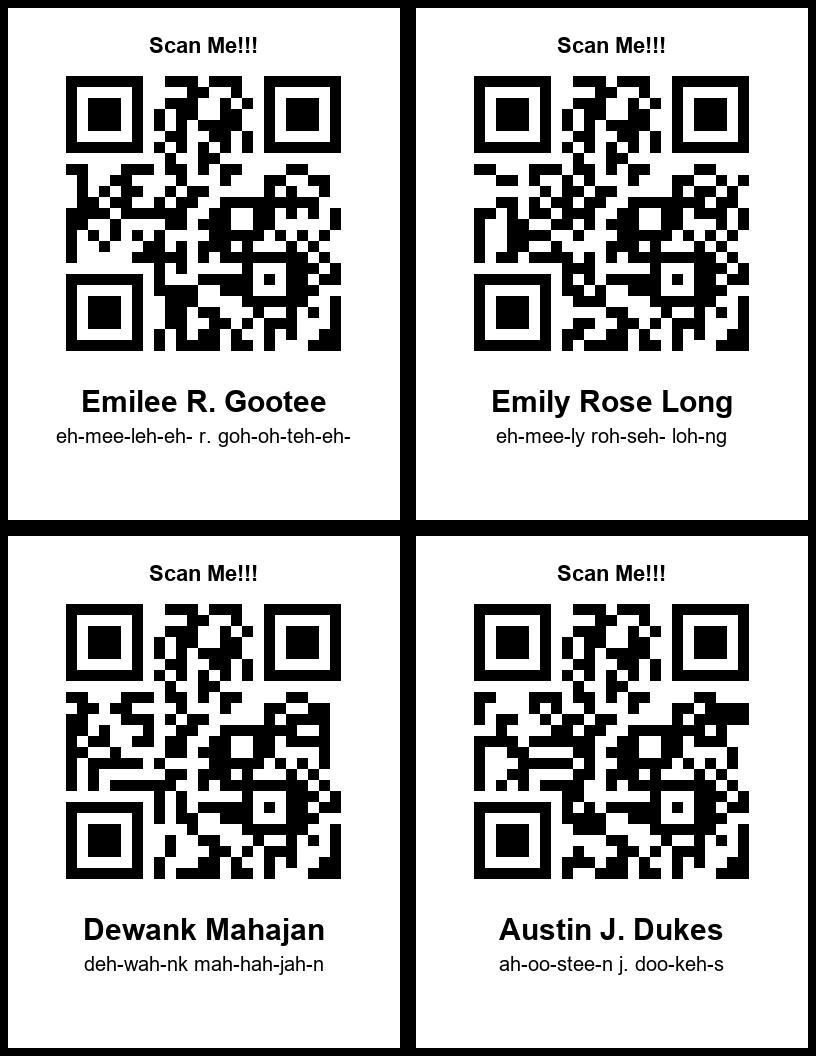 Scan Me!!!
Emilee R. Gootee
eh-mee-leh-eh- r. goh-oh-teh-eh-
Scan Me!!!
Emily Rose Long
eh-mee-ly roh-seh- loh-ng
Scan Me!!!
Dewank Mahajan
deh-wah-nk mah-hah-jah-n
Scan Me!!!
Austin J. Dukes
ah-oo-stee-n j. doo-keh-s